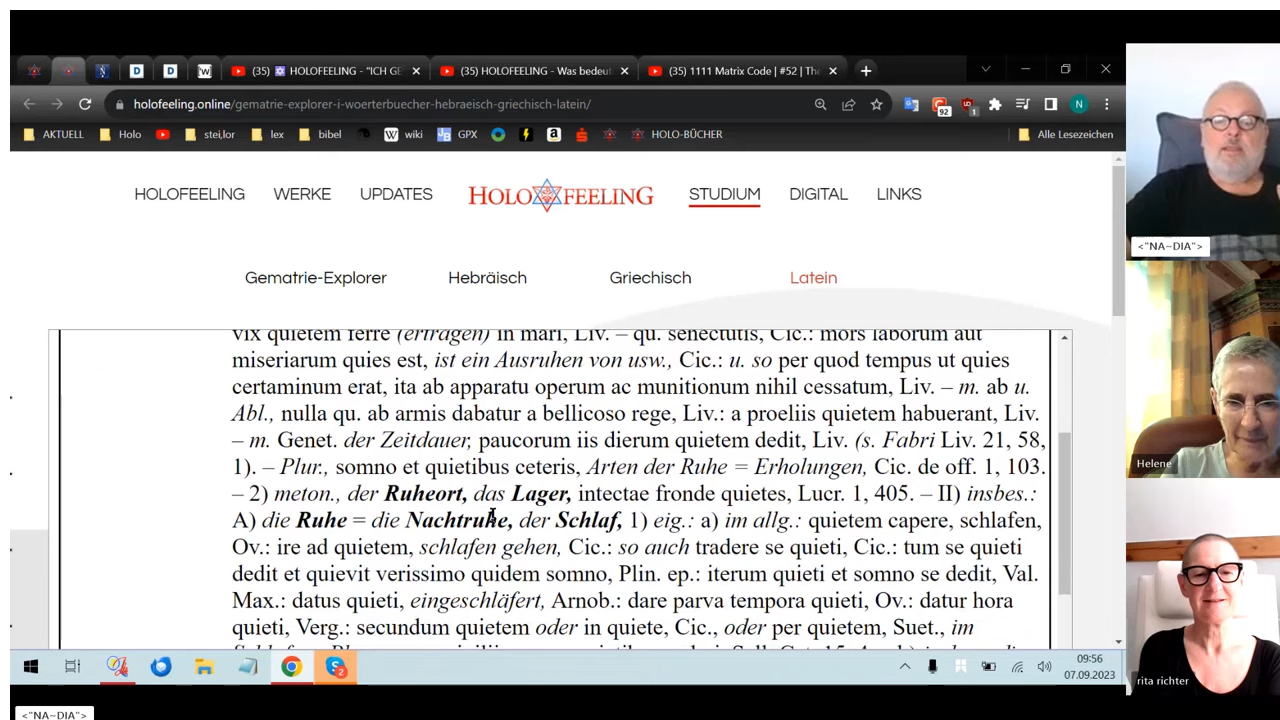 (35) HOLOFEELING - "ICH GE
(35) HOLOFEELING - Was bedeut
(35) 1111 Matrix Code | #52 | The
holofeeling.online/gematrie-explorer-i-woerterbuecher-hebraeisch-griechisch-latein/
92
1
N
AKTUELL
Holo
stei,lor
lex
bibel
wiki
GPX
HOLO-BÜCHER
Alle Lesezeichen
HOLOFEELING
WERKE
UPDATES
HOLOFEELING
STUDIUM
DIGITAL
LINKS
Gematrie-Explorer
Hebräisch
Griechisch
Latein
vix quietem ferre (ertragen) in mari, Liv. – qu. senectutis, Cic.: mors laborum aut
miseriarum quies est, ist ein Ausruhen von usw., Cic.: u. so per quod tempus ut quies
certaminum erat, ita ab apparatu operum ac munitionum nihil cessatum, Liv. – m. ab u.
Abl., nulla qu. ab armis dabatur a bellicoso rege, Liv.: a proeliis quietem habuerant, Liv.
– m. Genet. der Zeitdauer, paucorum iis dierum quietem dedit, Liv. (s. Fabri Liv. 21, 58,
1). – Plur., somno et quietibus ceteris, Arten der Ruhe = Erholungen, Cic. de off. 1, 103.
– 2) meton., der Ruheort, das Lager, intectae fronde quietes, Lucr. 1, 405. – II) insbes.:
A) die Ruhe = die Nachtruhe, der Schlaf, 1) eig.: a) im allg.: quietem capere, schlafen,
Ov.: ire ad quietem, schlafen gehen, Cic.: so auch tradere se quieti, Cic.: tum se quieti
dedit et quievit verissimo quidem somno, Plin. ep.: iterum quieti et somno se dedit, Val.
Max.: datus quieti, eingeschläfert, Arnob.: dare parva tempora quieti, Ov.: datur hora
quieti, Verg.: secundum quietem oder in quiete, Cic., oder per quietem, Suet., im
<"NA~DIA">
Helene
rita richter
2
09:56
07.09.2023
<"NA~DIA">